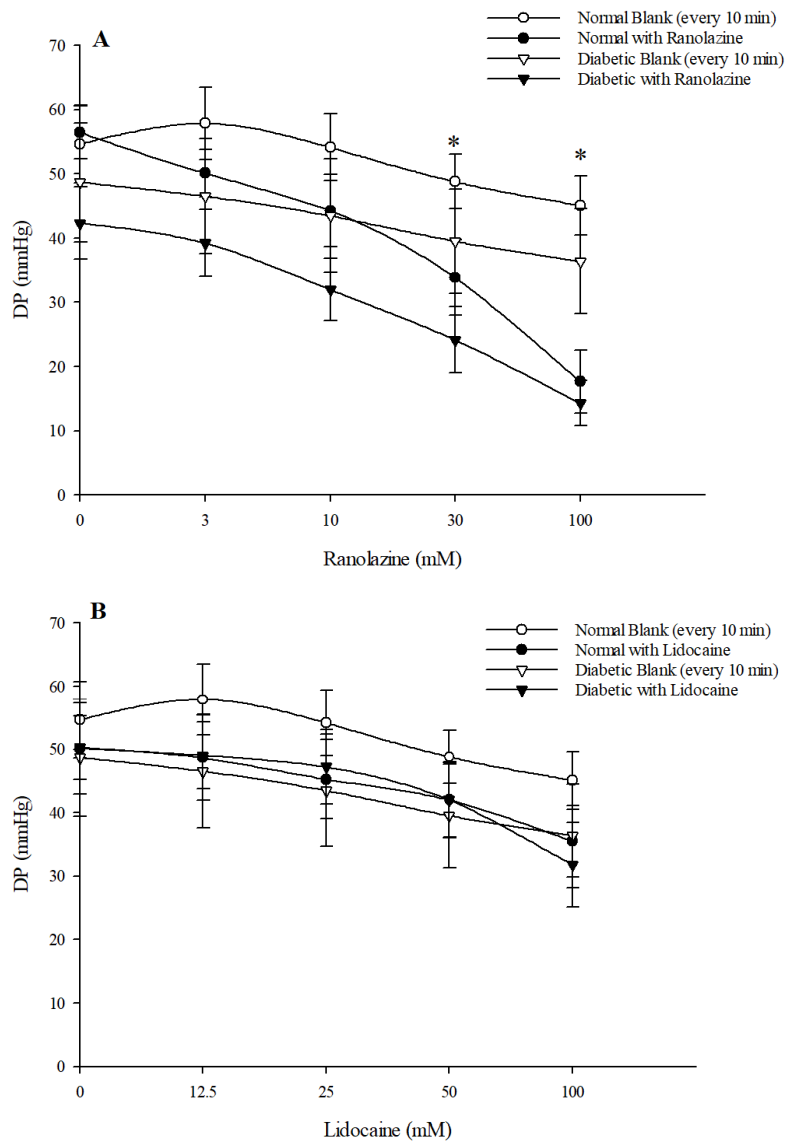 A
Normal Blank (every 10 min)
Normal with Ranolazine
Diabetic Blank (every 10 min)
Diabetic with Ranolazine
70
60
50
40
30
20
10
0
DP (mmHg)
*
*
0 3 10 30 100
Ranolazine (mM)
B
Normal Blank (every 10 min)
Normal with Lidocaine
Diabetic Blank (every 10 min)
Diabetic with Lidocaine
70
60
50
40
30
20
10
0
DP (mmHg)
0 12.5 25 50 100
Lidocaine (mM)